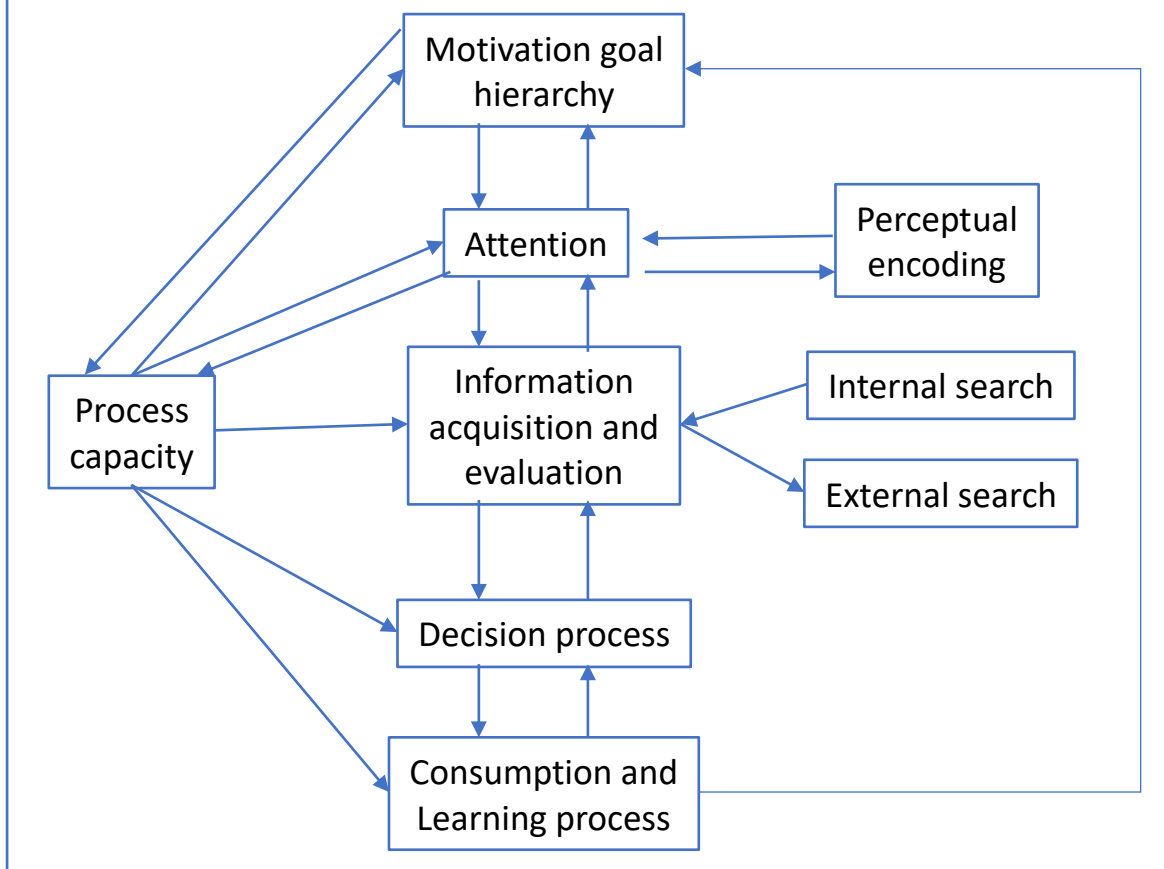 Motivation goal
hierarchy
Attention
Perceptual
encoding
Process
capacity
Information
acquisition and
evaluation
Internal search
External search
Decision process
Consumption and
Learning process